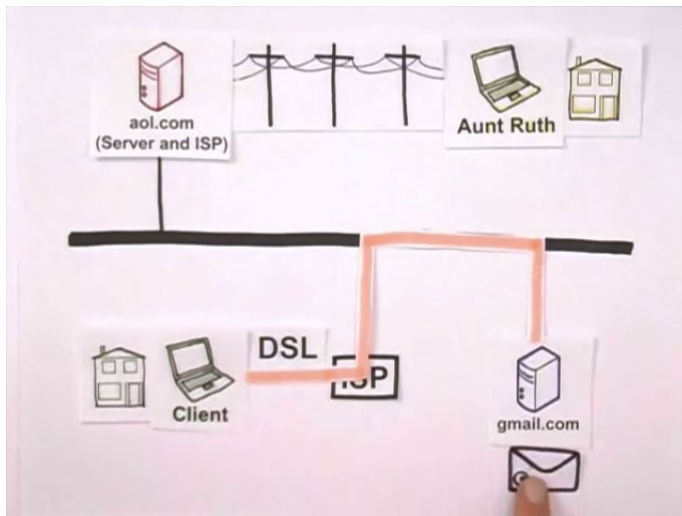 aol.com
(Server and ISP)
Aunt Ruth
DSL
ISP
Client
gmail.com